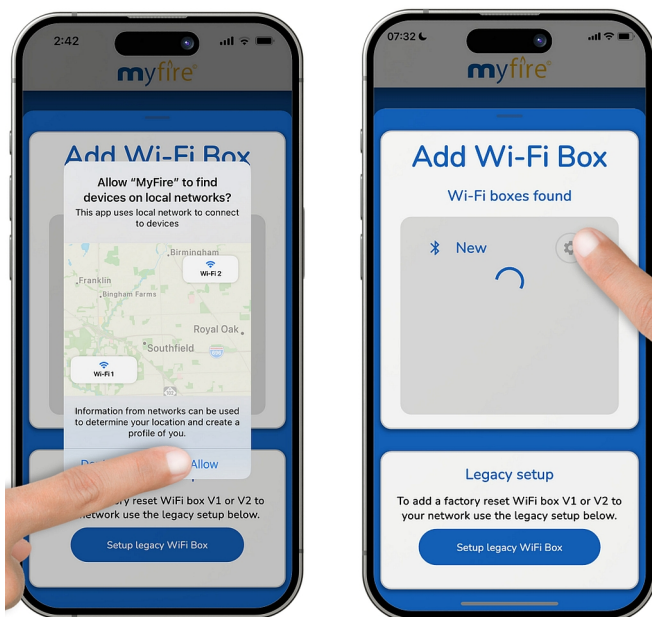 2:42
myfire®
Add Wi-Fi Box
Allow “MyFire” to find
devices on local networks?
This app uses local network to connect
to devices
Birmingham
Wi-Fi 2
Franklin
Bingham Farms
Royal Oak
Southfield
Wi-Fi 1
Information from networks can be used
to determine your location and create a
profile of you.
Allow
reset WiFi box V1 or V2 to
network use the legacy setup below.
Setup legacy WiFi Box
07:32
myfire®
Add Wi-Fi Box
Wi-Fi boxes found
New
Legacy setup
To add a factory reset WiFi box V1 or V2 to
your network use the legacy setup below.
Setup legacy WiFi Box